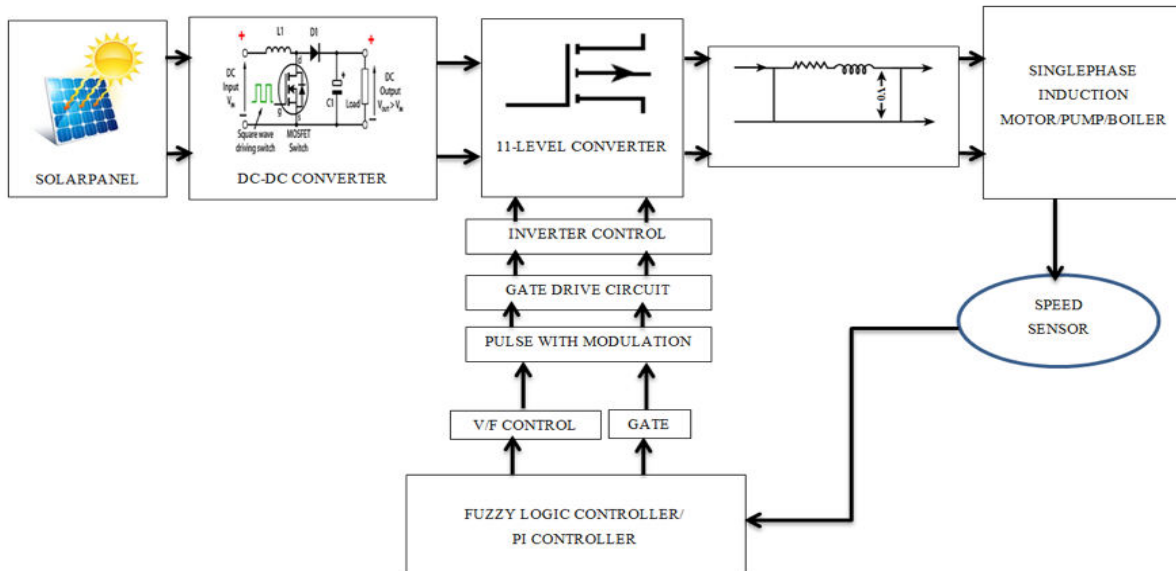 SOLARPANEL
+
L1
D1
+
DC
Input
VIN
d
g
s
+
C1
Load
DC
Output
VOUT > VIN
−
−
Square wave
driving switch
MOSFET
Switch
DC-DC CONVERTER
11-LEVEL CONVERTER
V0
SINGLEPHASE
INDUCTION
MOTOR/PUMP/BOILER
INVERTER CONTROL
GATE DRIVE CIRCUIT
PULSE WITH MODULATION
V/F CONTROL
GATE
SPEED
SENSOR
FUZZY LOGIC CONTROLLER/
PI CONTROLLER